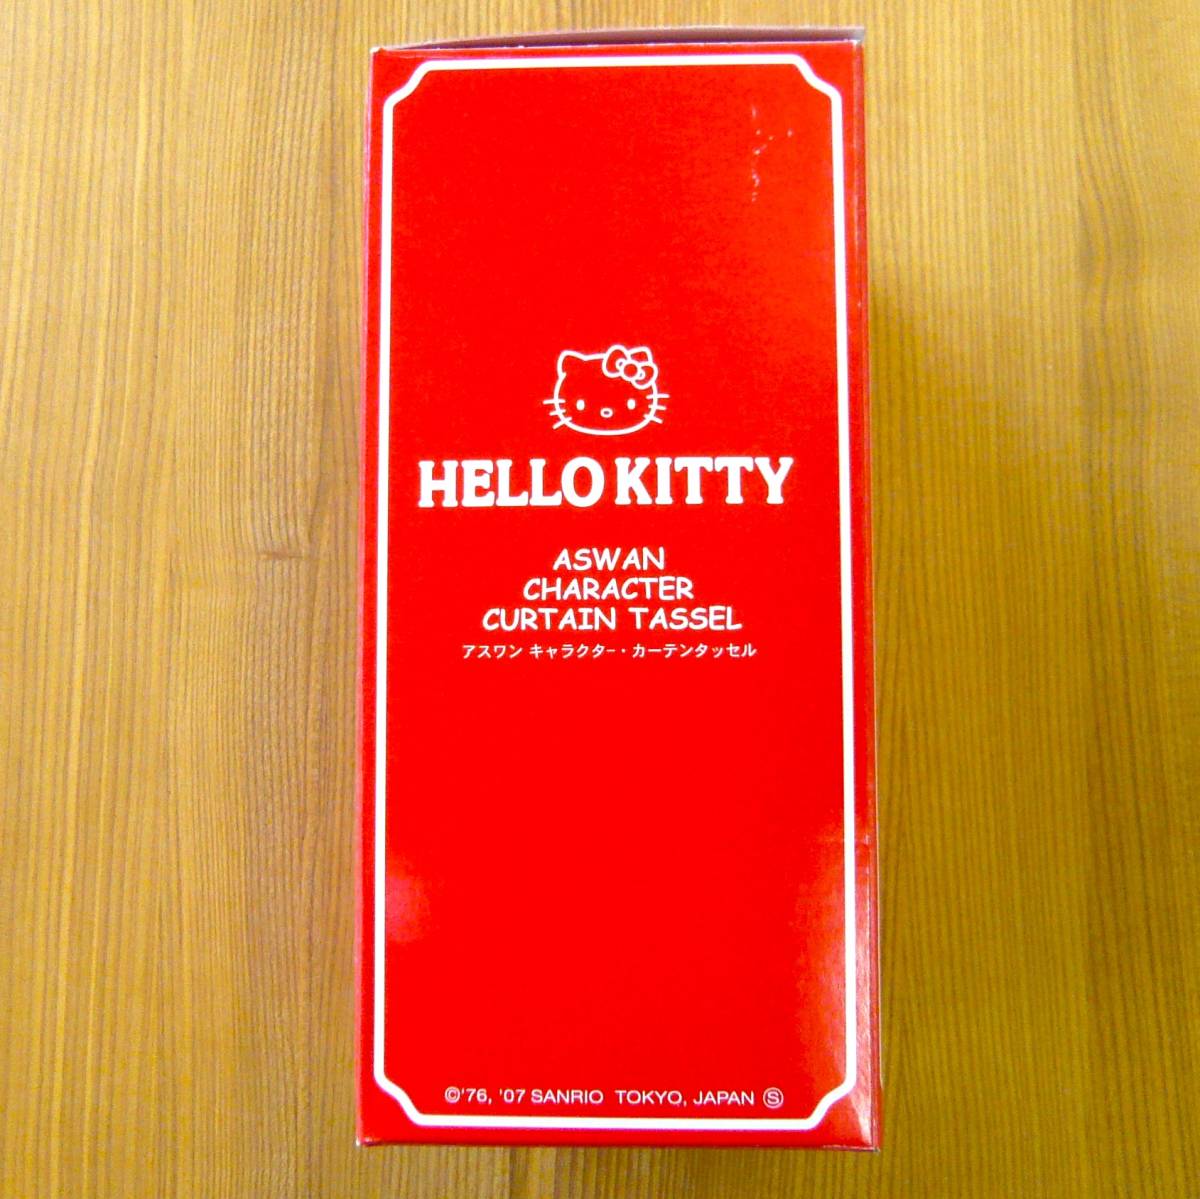 HELLO KITTY
ASWAN
CHARACTER
CURTAIN TASSEL
アスワン キャラクター・カーテンタッセル
©'76, '07 SANRIO TOKYO, JAPAN Ⓢ